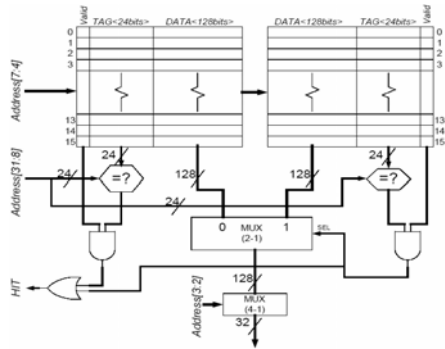 Valid TAG<24bits> DATA<128bits> DATA<128bits> TAG<24bits> Valid
0 0
1 1
2 2
3 3
Address[7:4]
13 13
14 14
15 15
Address[31:8]
24 24
24 =? 128 128 =?
24
0 1
MUX
(2-1)
SEL
HIT
128
Address[3:2]
MUX
(4-1)
32